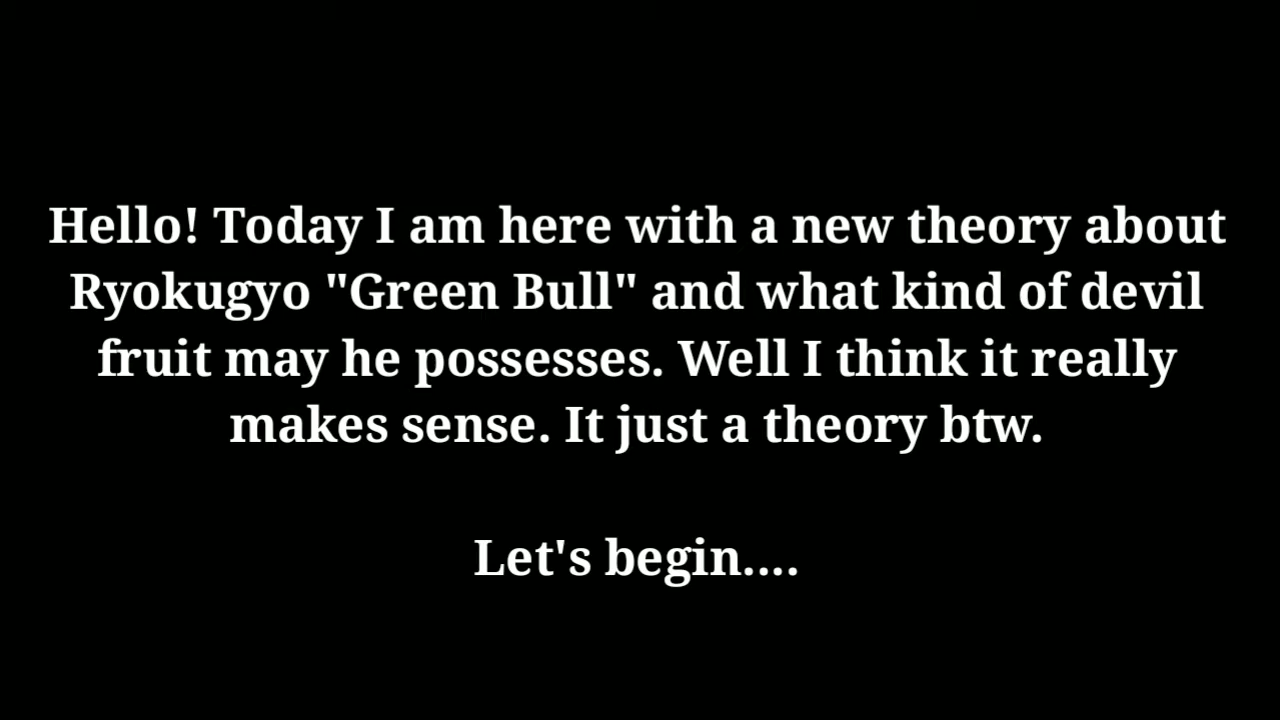 Hello! Today I am here with a new theory about
Ryokugyo "Green Bull" and what kind of devil
fruit may he possesses. Well I think it really
makes sense. It just a theory btw.
Let's begin....